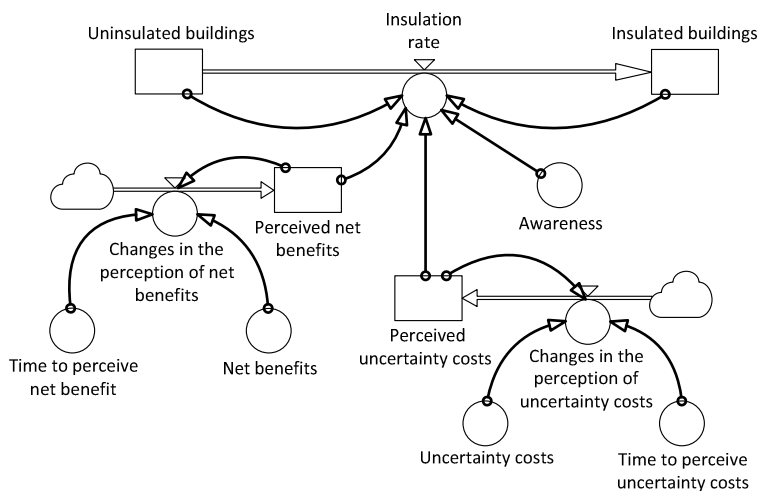 Insulation
rate
Uninsulated buildings
Insulated buildings
Perceived net
benefits
Awareness
Changes in the
perception of net
benefits
Time to perceive
net benefit
Net benefits
Perceived
uncertainty costs
Changes in the
perception of
uncertainty costs
Uncertainty costs
Time to perceive
uncertainty costs